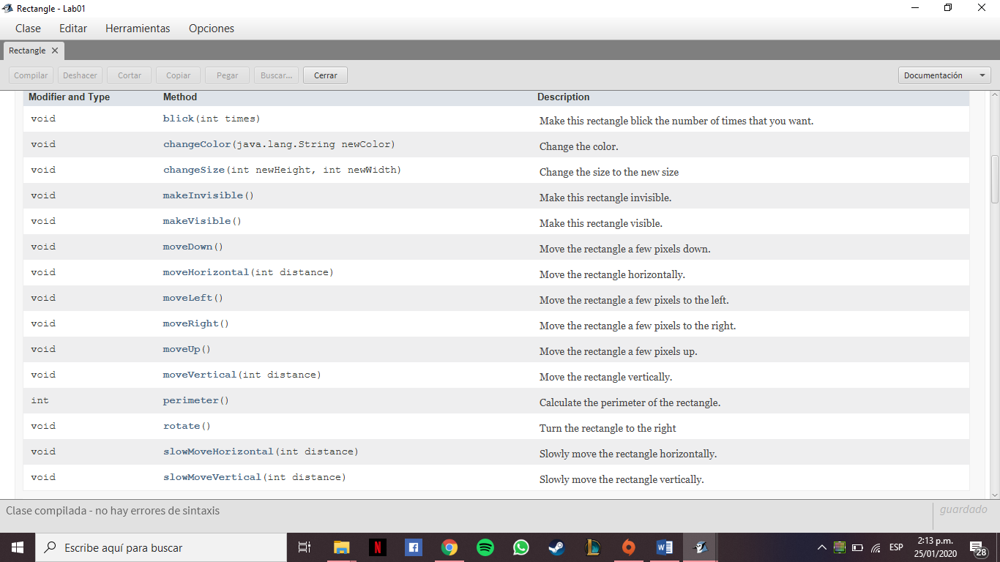 Rectangle - Lab01
Clase Editar Herramientas Opciones
Rectangle
Compilar Deshacer Cortar Copiar Pegar Buscar... Cerrar Documentación
Modifier and Type Method Description
void blick(int times) Make this rectangle blick the number of times that you want.
void changeColor(java.lang.String newColor) Change the color.
void changeSize(int newHeight, int newWidth) Change the size to the new size
void makeInvisible() Make this rectangle invisible.
void makeVisible() Make this rectangle visible.
void moveDown() Move the rectangle a few pixels down.
void moveHorizontal(int distance) Move the rectangle horizontally.
void moveLeft() Move the rectangle a few pixels to the left.
void moveRight() Move the rectangle a few pixels to the right.
void moveUp() Move the rectangle a few pixels up.
void moveVertical(int distance) Move the rectangle vertically.
int perimeter() Calculate the perimeter of the rectangle.
void rotate() Turn the rectangle to the right
void slowMoveHorizontal(int distance) Slowly move the rectangle horizontally.
void slowMoveVertical(int distance) Slowly move the rectangle vertically.
Clase compilada - no hay errores de sintaxis guardado
Escribe aquí para buscar ESP 2:13 p.m.
25/01/2020 28